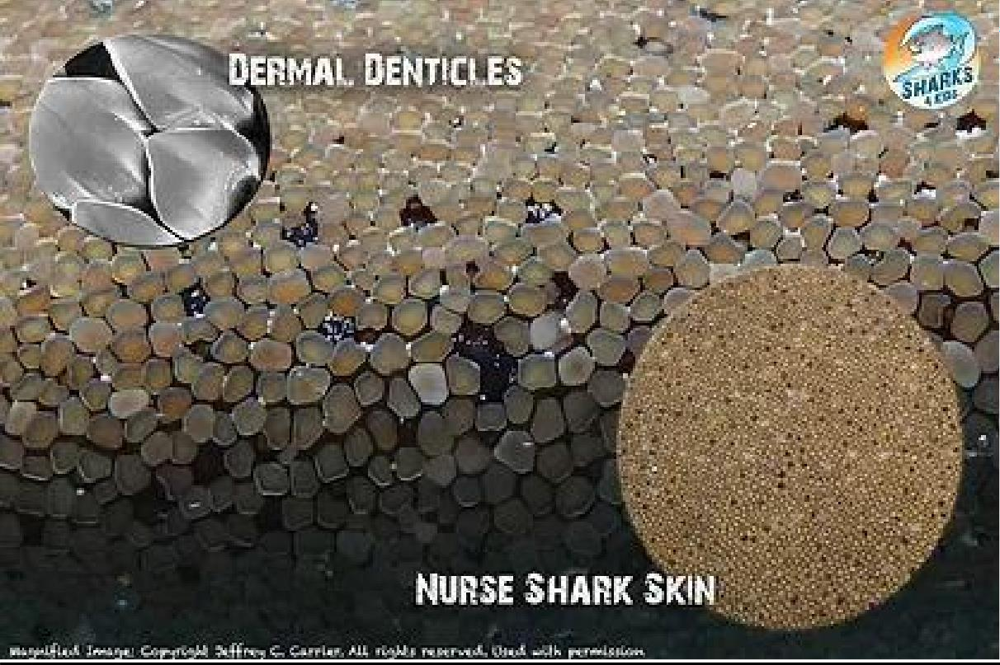 DERMAL DENTICLES
SHARKS
4 KIDS
NURSE SHARK SKIN
Magnified Image: Copyright Jeffrey C. Carrier. All rights reserved. Used with permission.